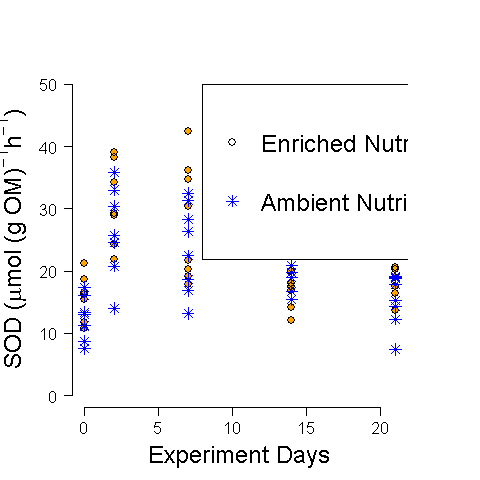 50
40
30
20
10
0
SOD (µmol (g OM)⁻¹h⁻¹)
Enriched Nutr
Ambient Nutri
0 5 10 15 20
Experiment Days